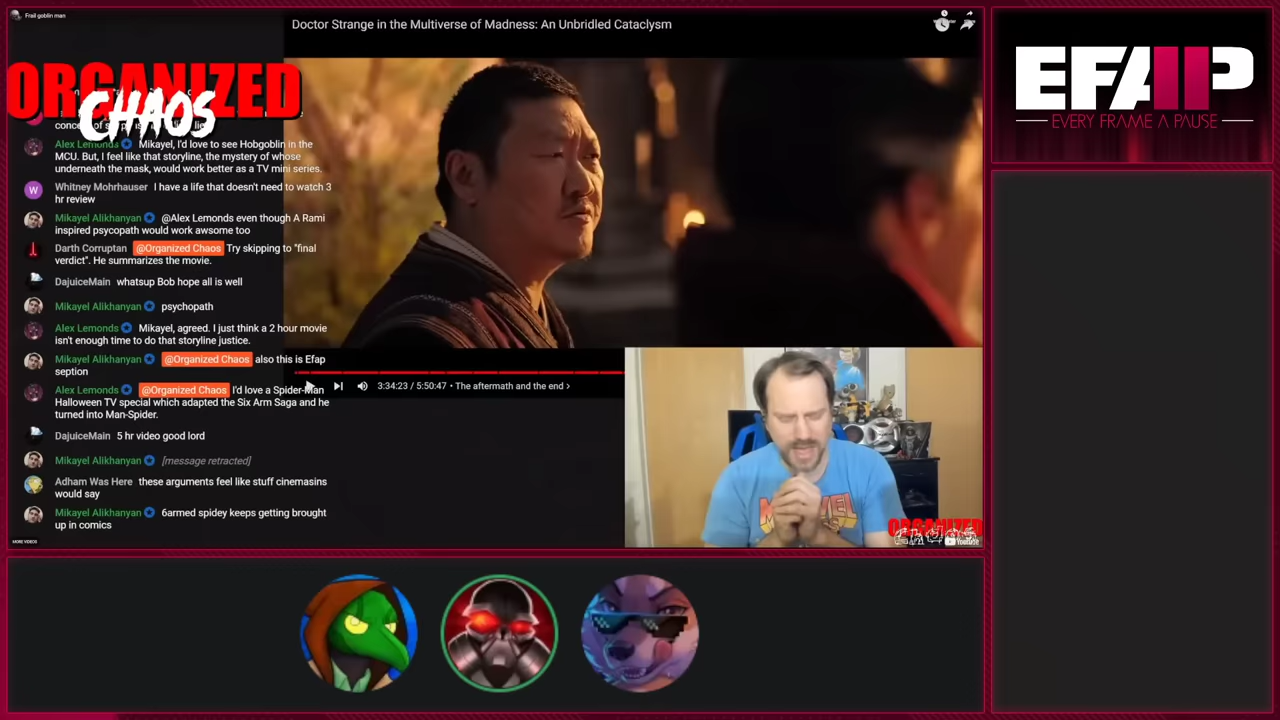 Frail goblin man
Doctor Strange in the Multiverse of Madness: An Unbridled Cataclysm
ORGANIZED
CHAOS
Alex Lemonds Mikayel, I'd love to see Hobgoblin in the
MCU. But, I feel like that storyline, the mystery of whose
underneath the mask, would work better as a TV mini series.
W Whitney Mohrhauser I have a life that doesn't need to watch 3
hr review
Mikayel Alikhanyan @Alex Lemonds even though A Rami
inspired psycopath would work awsome too
Darth Corruptan @Organized Chaos Try skipping to "final
verdict". He summarizes the movie.
DajuiceMain whatsup Bob hope all is well
Mikayel Alikhanyan psychopath
Alex Lemonds Mikayel, agreed. I just think a 2 hour movie
isn't enough time to do that storyline justice.
Mikayel Alikhanyan @Organized Chaos also this is Efap
seption
Alex Lemonds @Organized Chaos I'd love a Spider-Man
Halloween TV special which adapted the Six Arm Saga and he
turned into Man-Spider.
DajuiceMain 5 hr video good lord
Mikayel Alikhanyan [message retracted]
Adham Was Here these arguments feel like stuff cinemasins
would say
Mikayel Alikhanyan 6armed spidey keeps getting brought
up in comics
MORE VIDEOS
3:34:23 / 5:50:47 • The aftermath and the end ›
MARVEL
ORGANIZED
YouTube
EFAP
EVERY FRAME A PAUSE